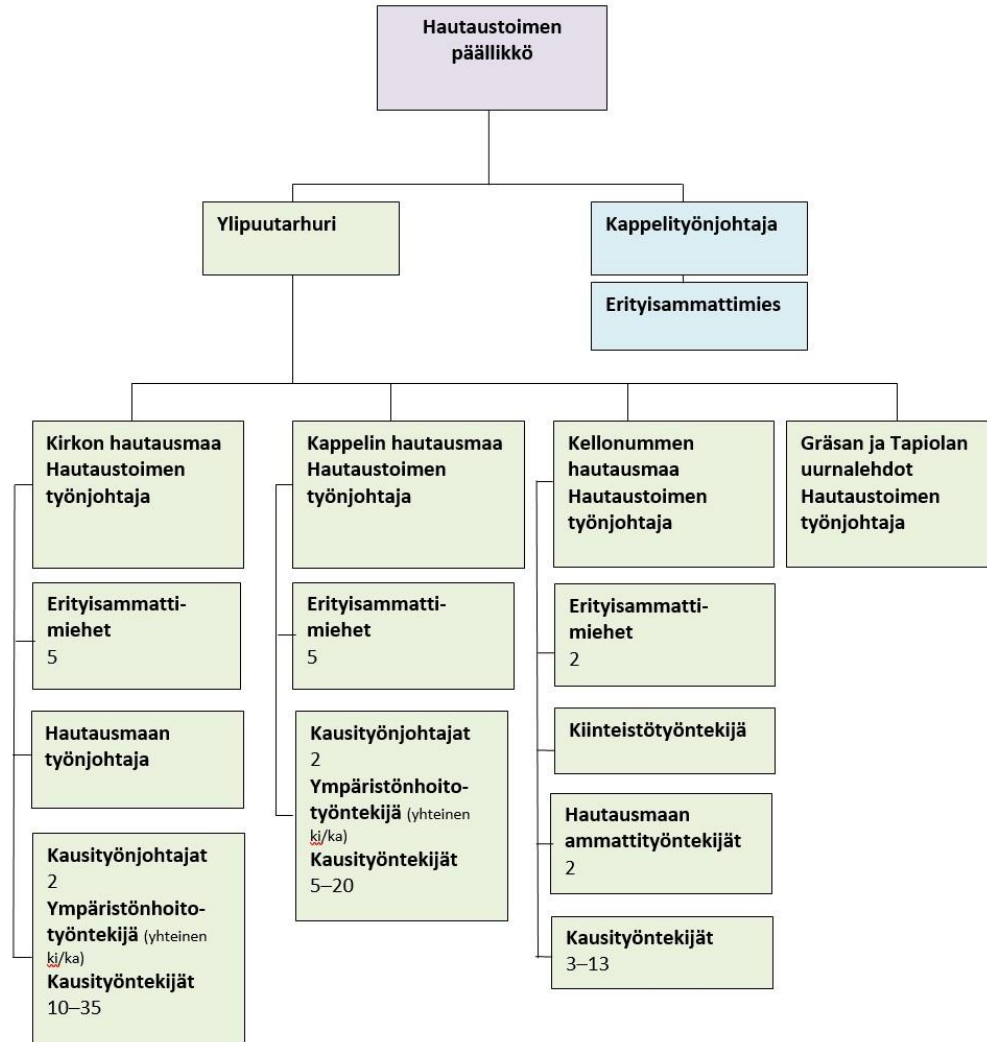 Hautaustoimen
päällikkö
Ylipuutarhuri
Kappelityönjohtaja
Erityisammattimies
Kirkon hautausmaa
Hautaustoimen
työnjohtaja
Erityisammatti-
miehet
5
Hautausmaan
työnjohtaja
Kausityönjohtajat
2
Ympäristönhoito-
työntekijä (yhteinen
ki/ka)
Kausityöntekijät
10–35
Kappelin hautausmaa
Hautaustoimen
työnjohtaja
Erityisammatti-
miehet
5
Kausityönjohtajat
2
Ympäristönhoito-
työntekijä (yhteinen
ki/ka)
Kausityöntekijät
5–20
Kellonummen
hautausmaa
Hautaustoimen
työnjohtaja
Erityisammatti-
miehet
2
Kiinteistötyöntekijä
Hautausmaan
ammattityöntekijät
2
Kausityöntekijät
3–13
Gräsan ja Tapiolan
uurnalehdot
Hautaustoimen
työnjohtaja